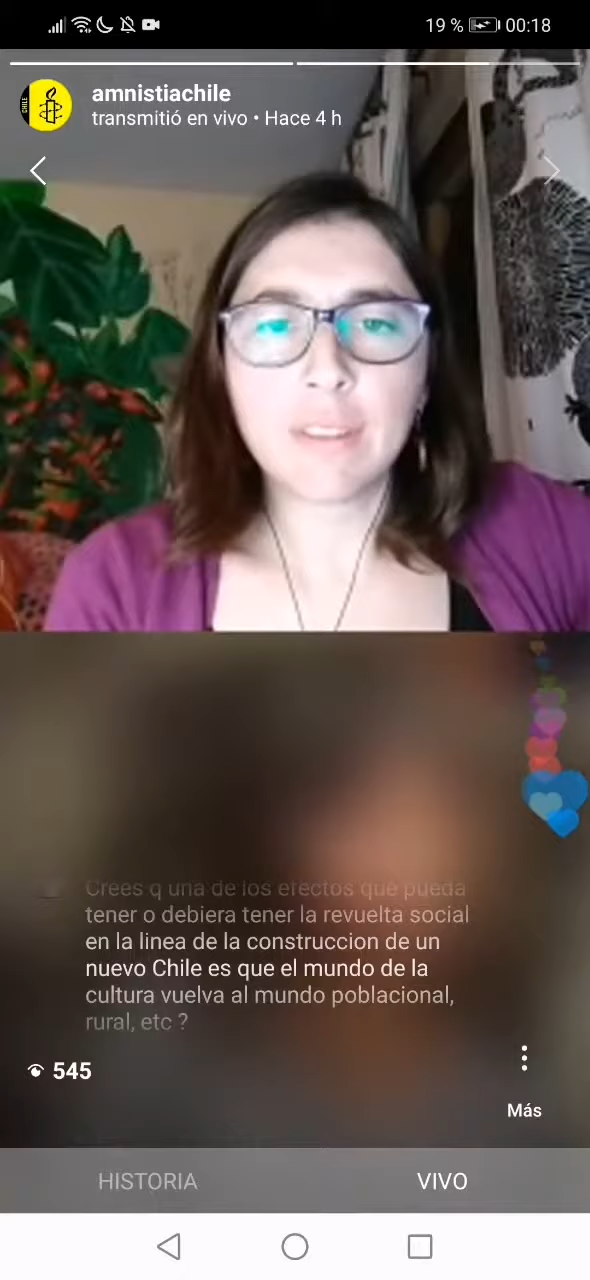 19 % 00:18
CHILE
amnistiachile
transmitió en vivo • Hace 4 h
Crees q una de los efectos que pueda
tener o debiera tener la revuelta social
en la linea de la construccion de un
nuevo Chile es que el mundo de la
cultura vuelva al mundo poblacional,
rural, etc ?
545
Más
HISTORIA
VIVO